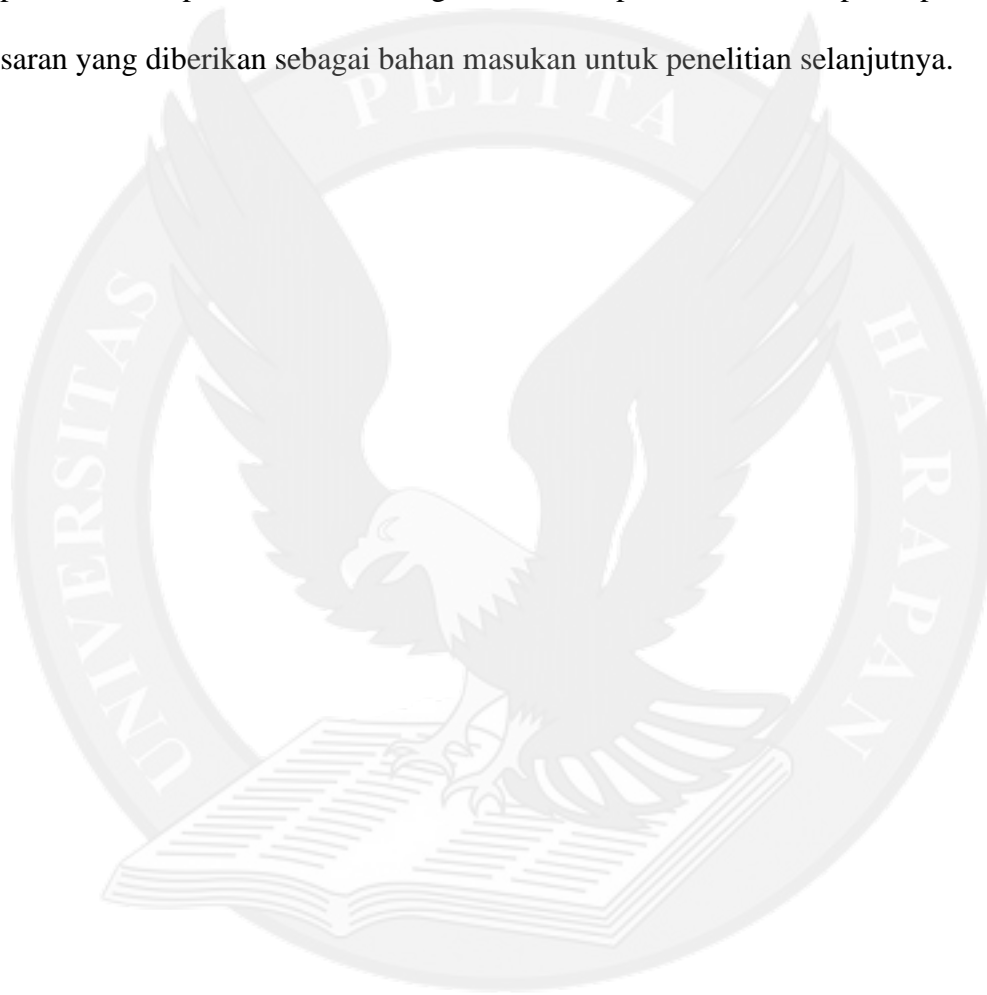 saran yang diberikan sebagai bahan masukan untuk penelitian selanjutnya.
PELITA
UNIVERSITAS
HARAPAN